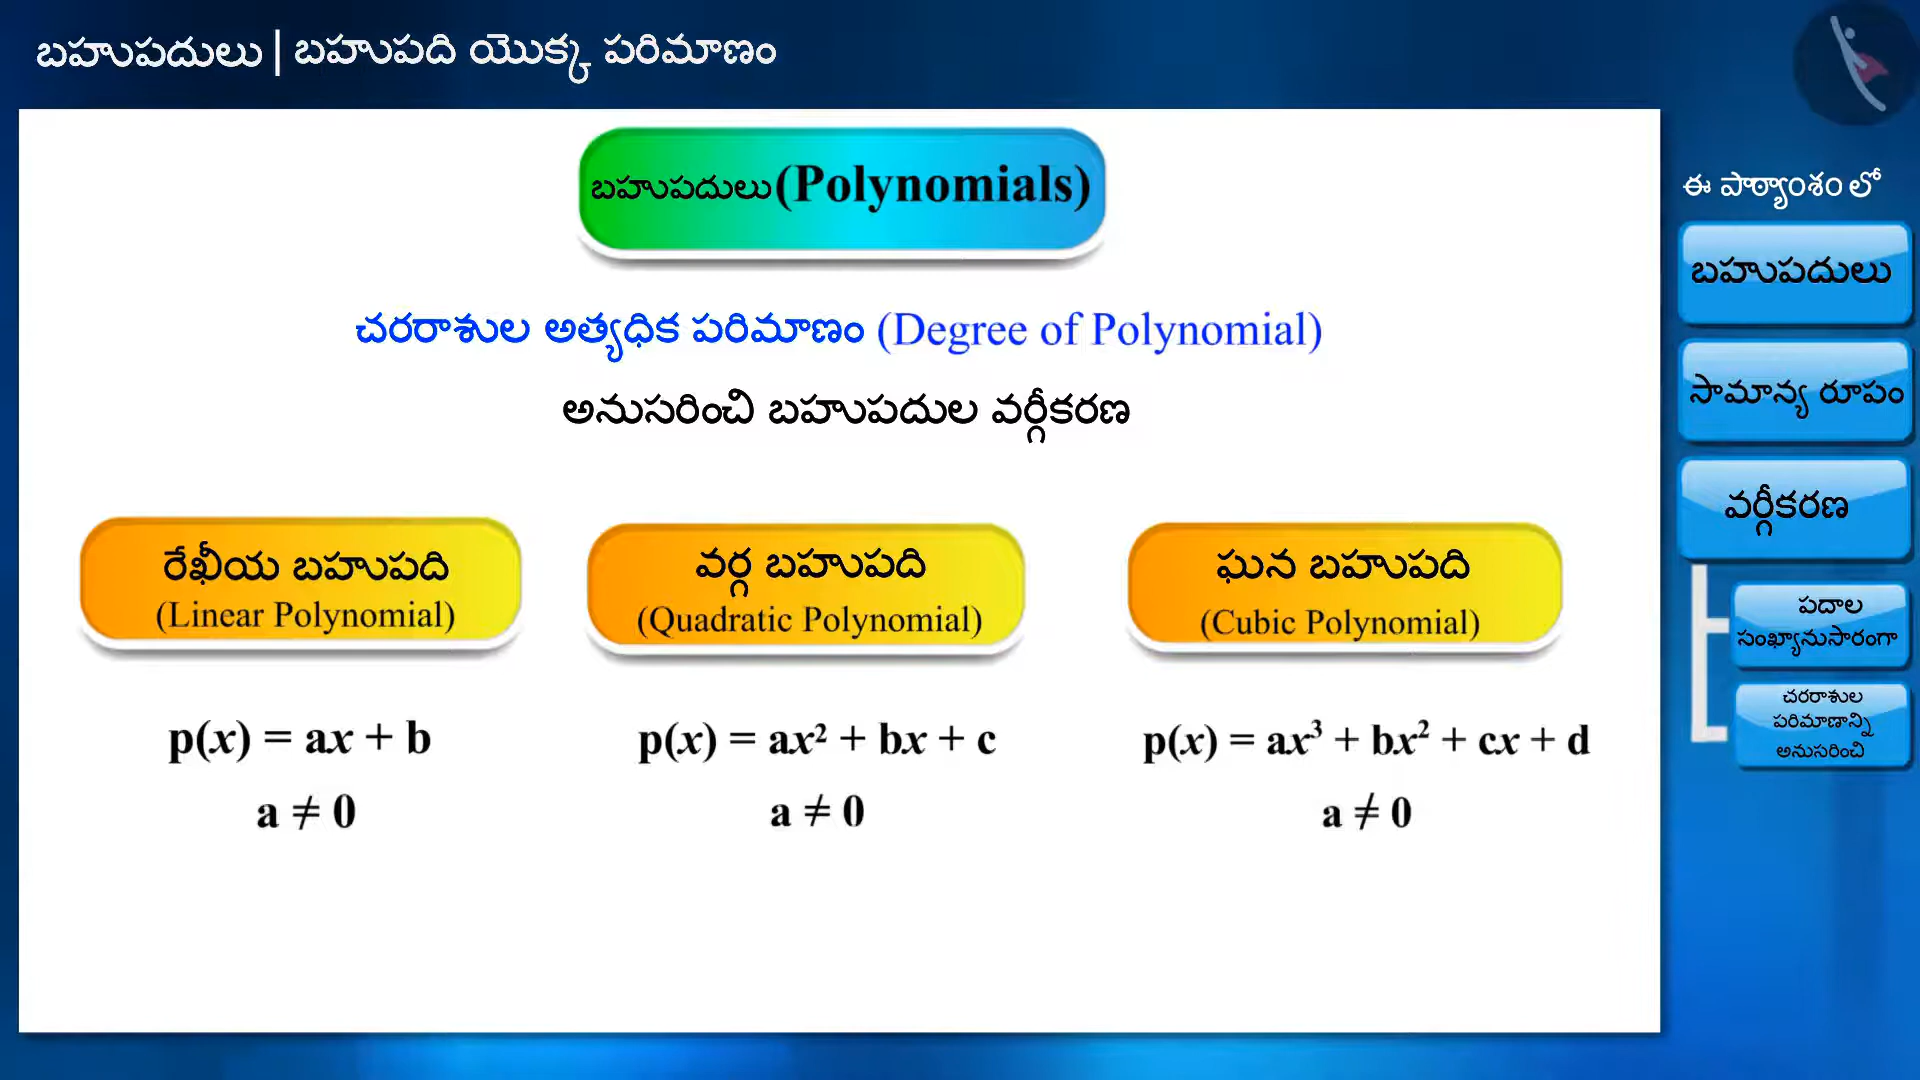 బహుపదులు | బహుపది యొక్క పరిమాణం
బహుపదులు (Polynomials)
చరరాశుల అత్యధిక పరిమాణం (Degree of Polynomial)
అనుసరించి బహుపదుల వర్గీకరణ
రేఖీయ బహుపది
(Linear Polynomial)
p(x) = ax + b
a ≠ 0
వర్గ బహుపది
(Quadratic Polynomial)
p(x) = ax² + bx + c
a ≠ 0
ఘన బహుపది
(Cubic Polynomial)
p(x) = ax³ + bx² + cx + d
a ≠ 0
ఈ పాఠ్యాంశం లో
బహుపదులు
సామాన్య రూపం
వర్గీకరణ
పదాల
సంఖ్యానుసారంగా
చరరాశుల
పరిమాణాన్ని
అనుసరించి